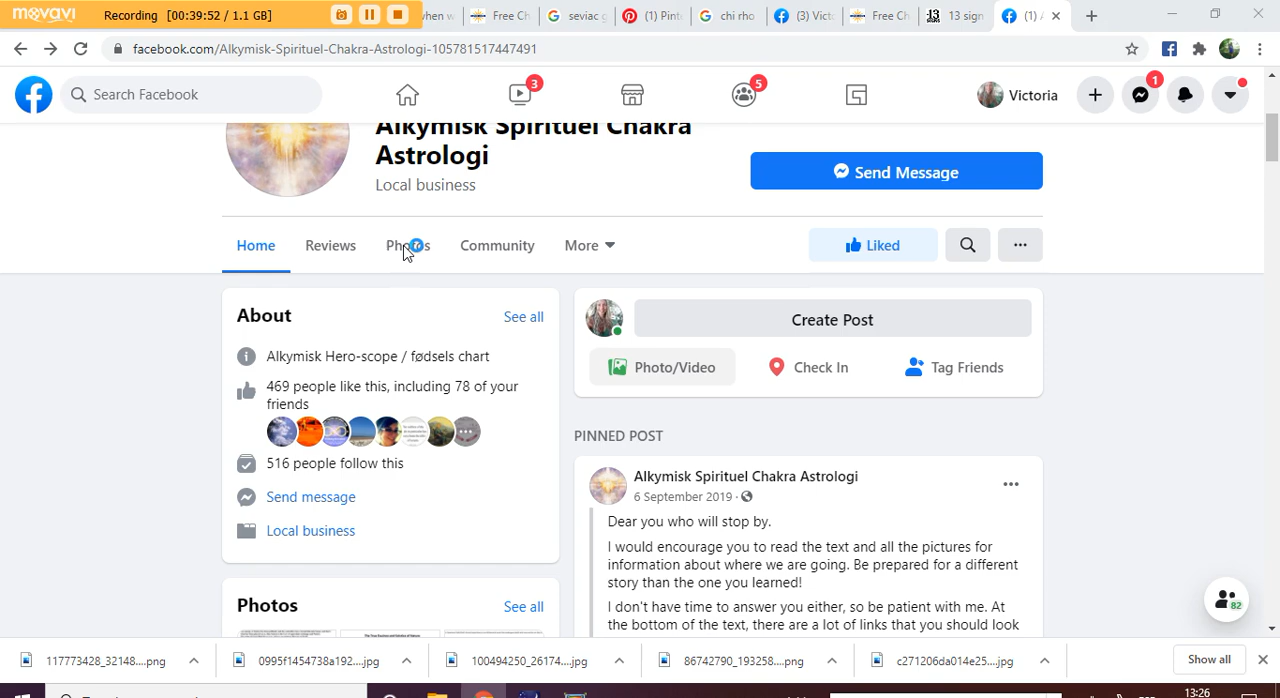 movavi Recording [00:39:52 / 1.1 GB] when w Free Ch seviac g (1) Pint chi rho (3) Victo Free Ch 13 13 sign (1) A
facebook.com/Alkymisk-Spirituel-Chakra-Astrologi-105781517447491
Search Facebook 3 5 Victoria 1
Alkymisk Spirituel Chakra
Astrologi
Local business
Send Message
Home Reviews Photos Community More Liked
About See all
Alkymisk Hero-scope / fødsels chart
469 people like this, including 78 of your
friends
516 people follow this
Send message
Local business
Photos See all
Create Post
Photo/Video Check In Tag Friends
PINNED POST
Alkymisk Spirituel Chakra Astrologi
6 September 2019 ·
Dear you who will stop by.
I would encourage you to read the text and all the pictures for
information about where we are going. Be prepared for a different
story than the one you learned!
I don't have time to answer you either, so be patient with me. At
the bottom of the text, there are a lot of links that you should look
82
117773428_32148....png 0995f1454738a192....jpg 100494250_26174....jpg 86742790_193258....png c271206da014e25....jpg Show all
13:26